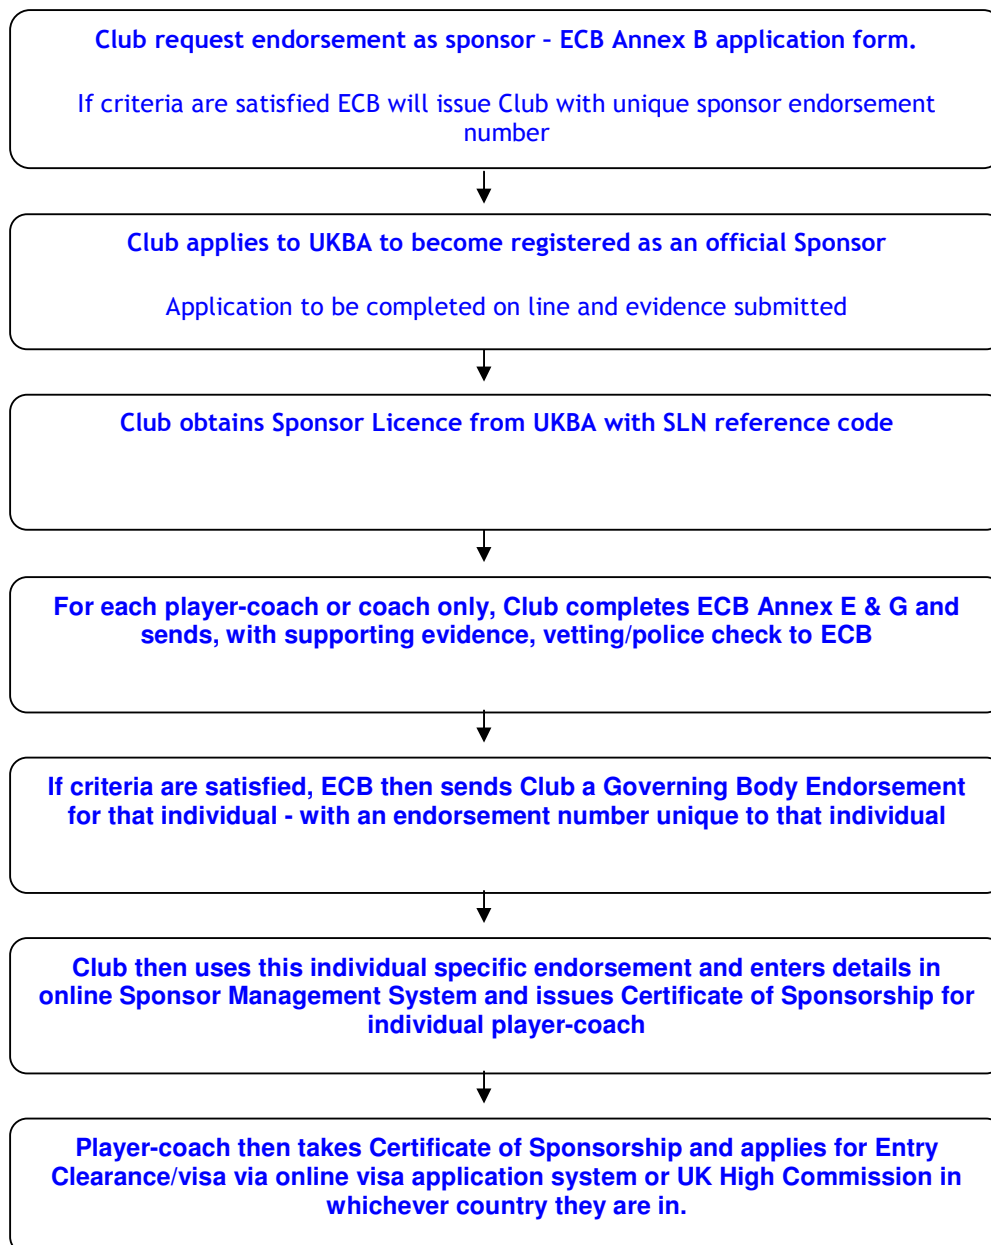 Club request endorsement as sponsor – ECB Annex B application form.
If criteria are satisfied ECB will issue Club with unique sponsor endorsement
number
Club applies to UKBA to become registered as an official Sponsor
Application to be completed on line and evidence submitted
Club obtains Sponsor Licence from UKBA with SLN reference code
For each player-coach or coach only, Club completes ECB Annex E & G and
sends, with supporting evidence, vetting/police check to ECB
If criteria are satisfied, ECB then sends Club a Governing Body Endorsement
for that individual - with an endorsement number unique to that individual
Club then uses this individual specific endorsement and enters details in
online Sponsor Management System and issues Certificate of Sponsorship for
individual player-coach
Player-coach then takes Certificate of Sponsorship and applies for Entry
Clearance/visa via online visa application system or UK High Commission in
whichever country they are in.